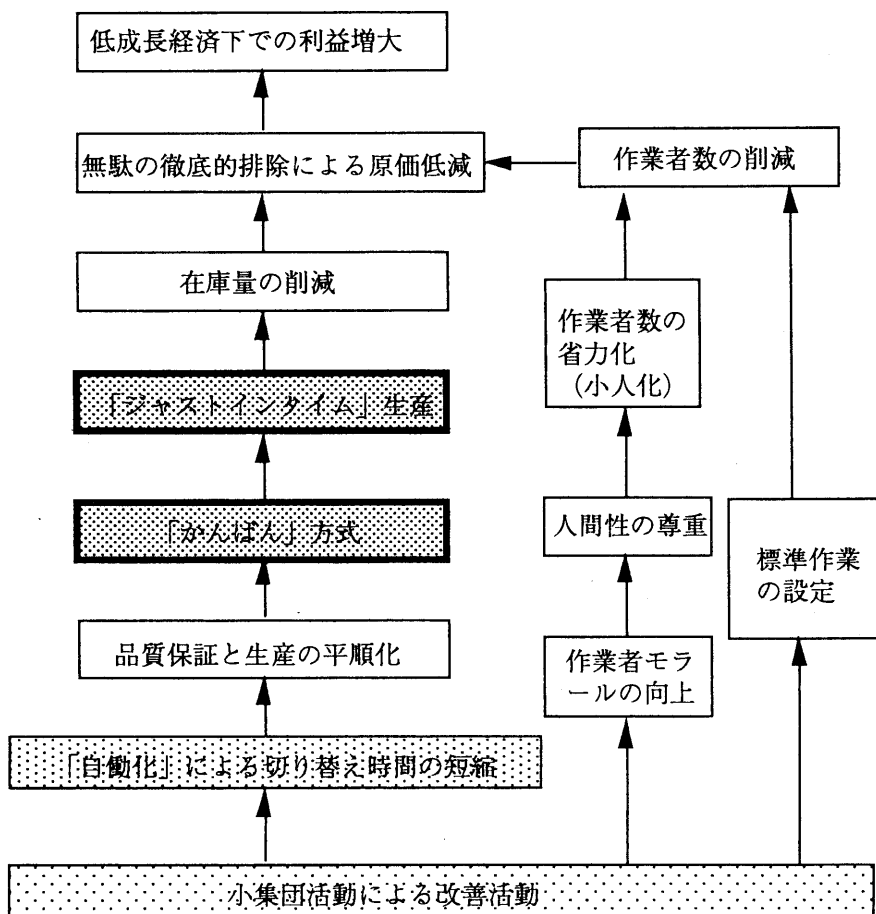 低成長経済下での利益増大
無駄の徹底的排除による原価低減
作業者数の削減
在庫量の削減
作業者数の
省力化
（小人化）
「ジャストインタイム」生産
「かんばん」方式
人間性の尊重
標準作業
の設定
品質保証と生産の平順化
作業者モラ
ールの向上
「自働化」による切り替え時間の短縮
小集団活動による改善活動